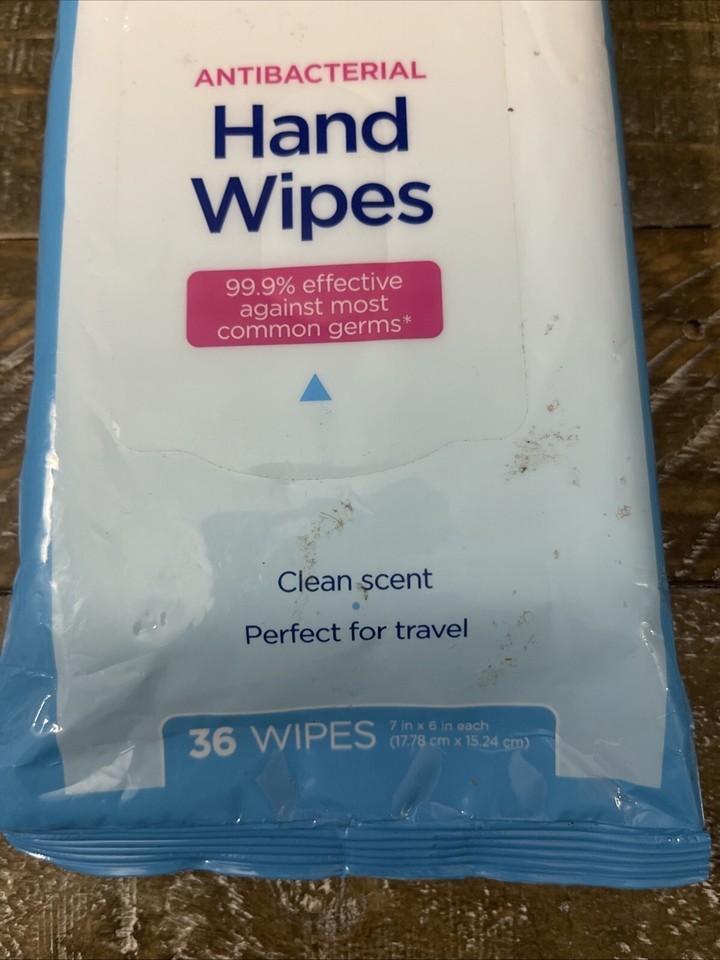 ANTIBACTERIAL
Hand
Wipes
99.9% effective
against most
common germs*
Clean scent
Perfect for travel
36 WIPES
7 in x 6 in each
(17.78 cm x 15.24 cm)